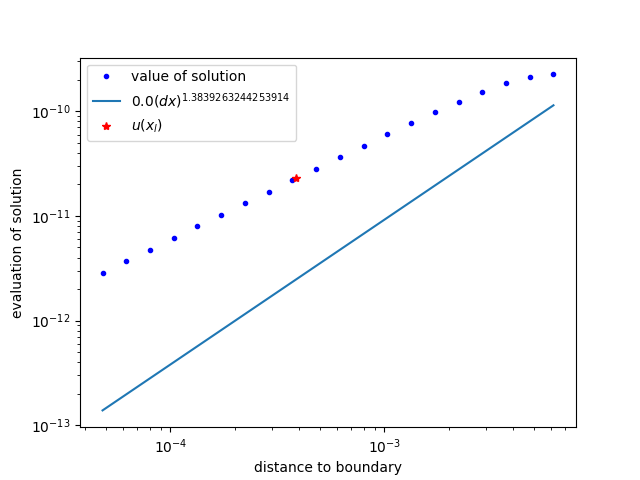 value of solution
0.0(dx)^1.3839263244253914
u(x_l)
10^-10
10^-11
10^-12
10^-13
evaluation of solution
10^-4
10^-3
distance to boundary